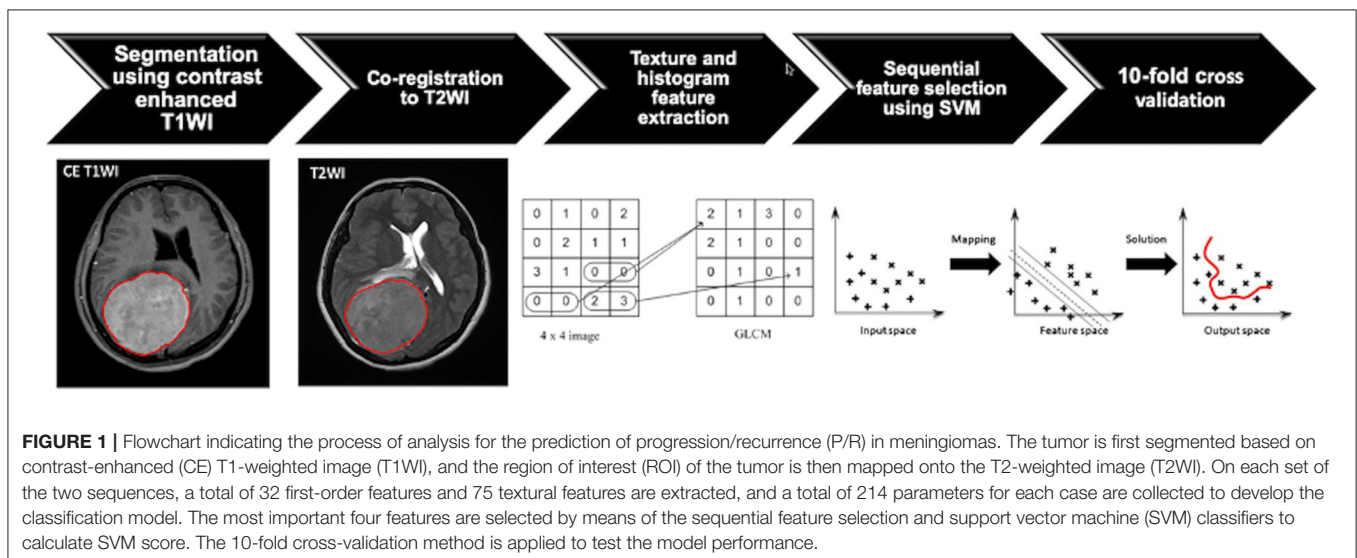 Segmentation
using contrast
enhanced
T1WI
Co-registration
to T2WI
Texture and
histogram
feature
extraction
Sequential
feature selection
using SVM
10-fold cross
validation
CE T1WI
T2WI
0 1 0 2
0 2 1 1
3 1 0 0
0 0 2 3
4 x 4 image
2 1 3 0
2 1 0 0
0 1 0 1
0 1 0 0
GLCM
Input space
Mapping
Feature space
Solution
Output space
FIGURE 1 | Flowchart indicating the process of analysis for the prediction of progression/recurrence (P/R) in meningiomas. The tumor is first segmented based on
contrast-enhanced (CE) T1-weighted image (T1WI), and the region of interest (ROI) of the tumor is then mapped onto the T2-weighted image (T2WI). On each set of
the two sequences, a total of 32 first-order features and 75 textural features are extracted, and a total of 214 parameters for each case are collected to develop the
classification model. The most important four features are selected by means of the sequential feature selection and support vector machine (SVM) classifiers to
calculate SVM score. The 10-fold cross-validation method is applied to test the model performance.